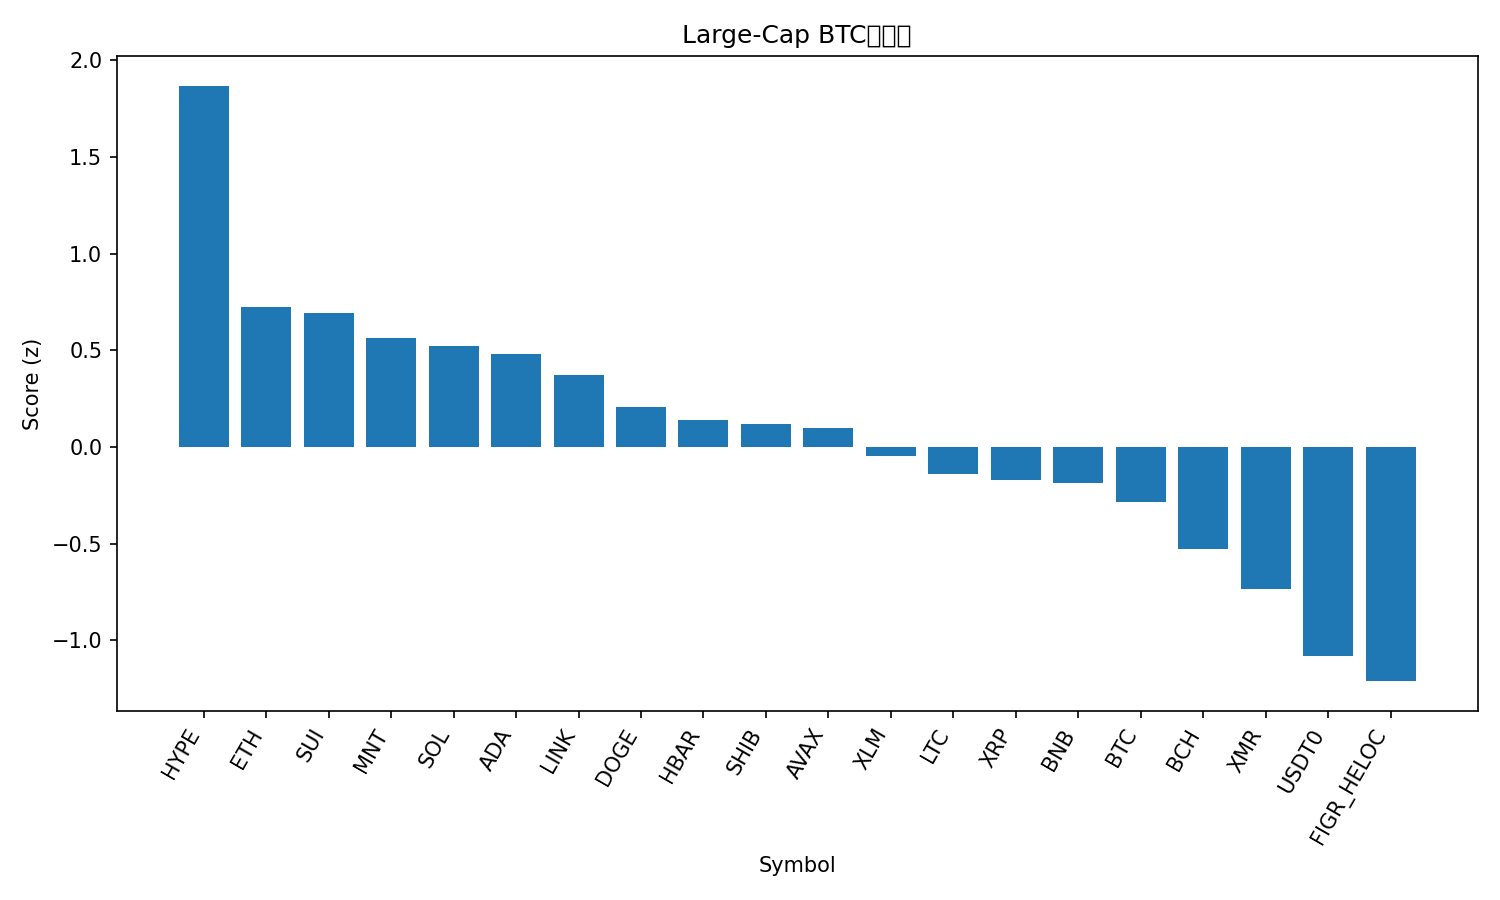 Large-Cap BTC
Score (z)
2.0
1.5
1.0
0.5
0.0
−0.5
−1.0
HYPE
ETH
SUI
MNT
SOL
ADA
LINK
DOGE
HBAR
SHIB
AVAX
XLM
LTC
XRP
BNB
BTC
BCH
XMR
USDT0
FIGR_HELOC
Symbol